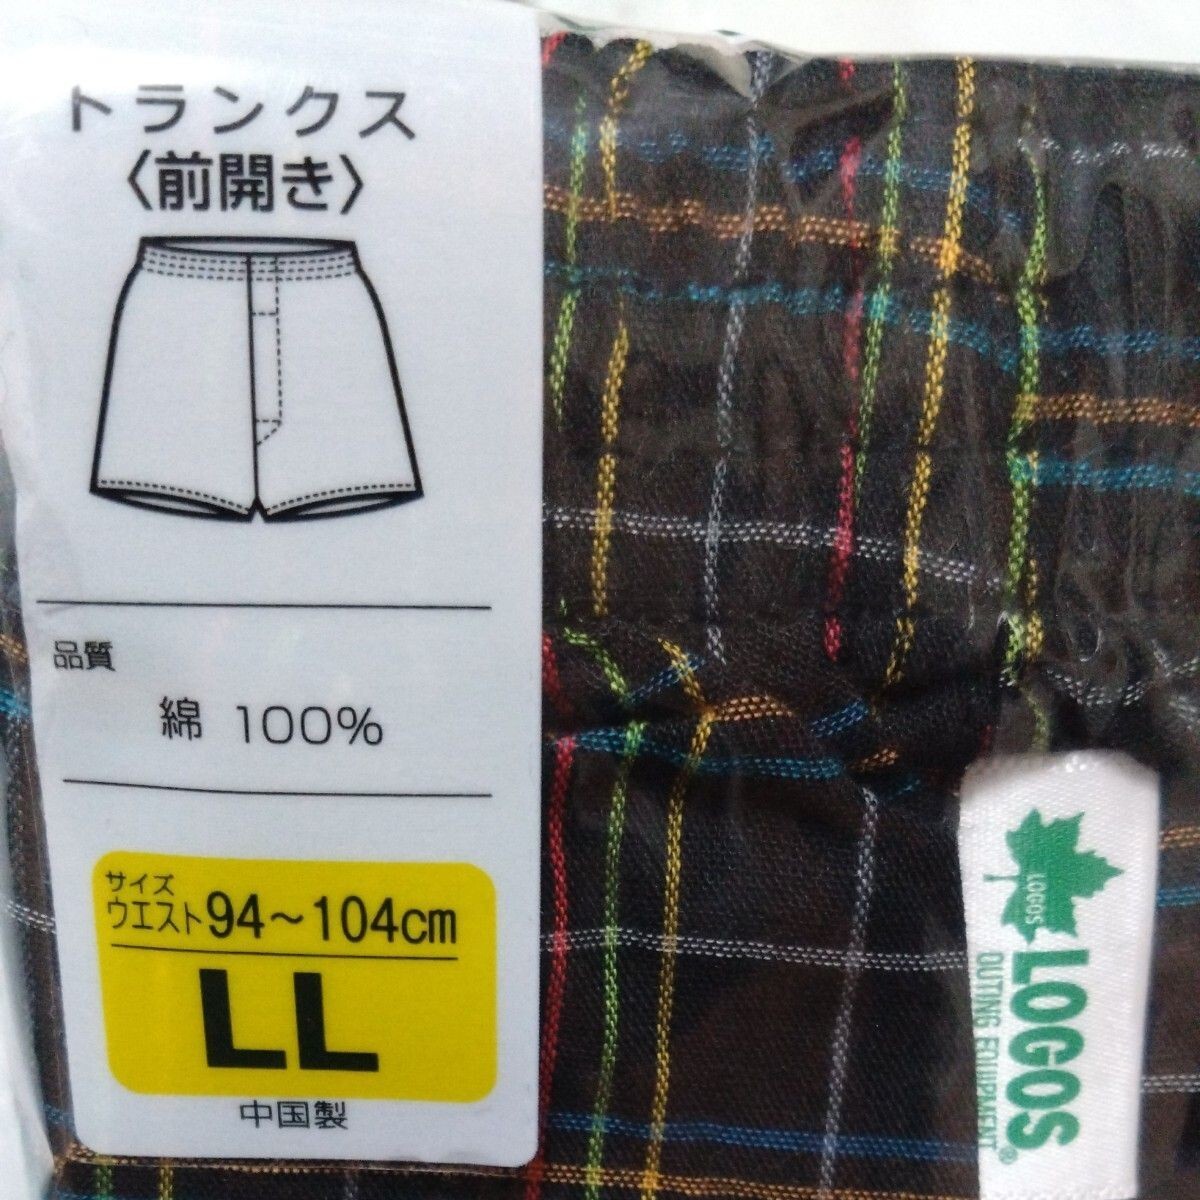 トランクス
〈前開き〉
品質
綿 100%
サイズ
ウエスト94～104cm
LL
中国製
LOGOS
LOGOS
OUTING EQUIPMENT
®